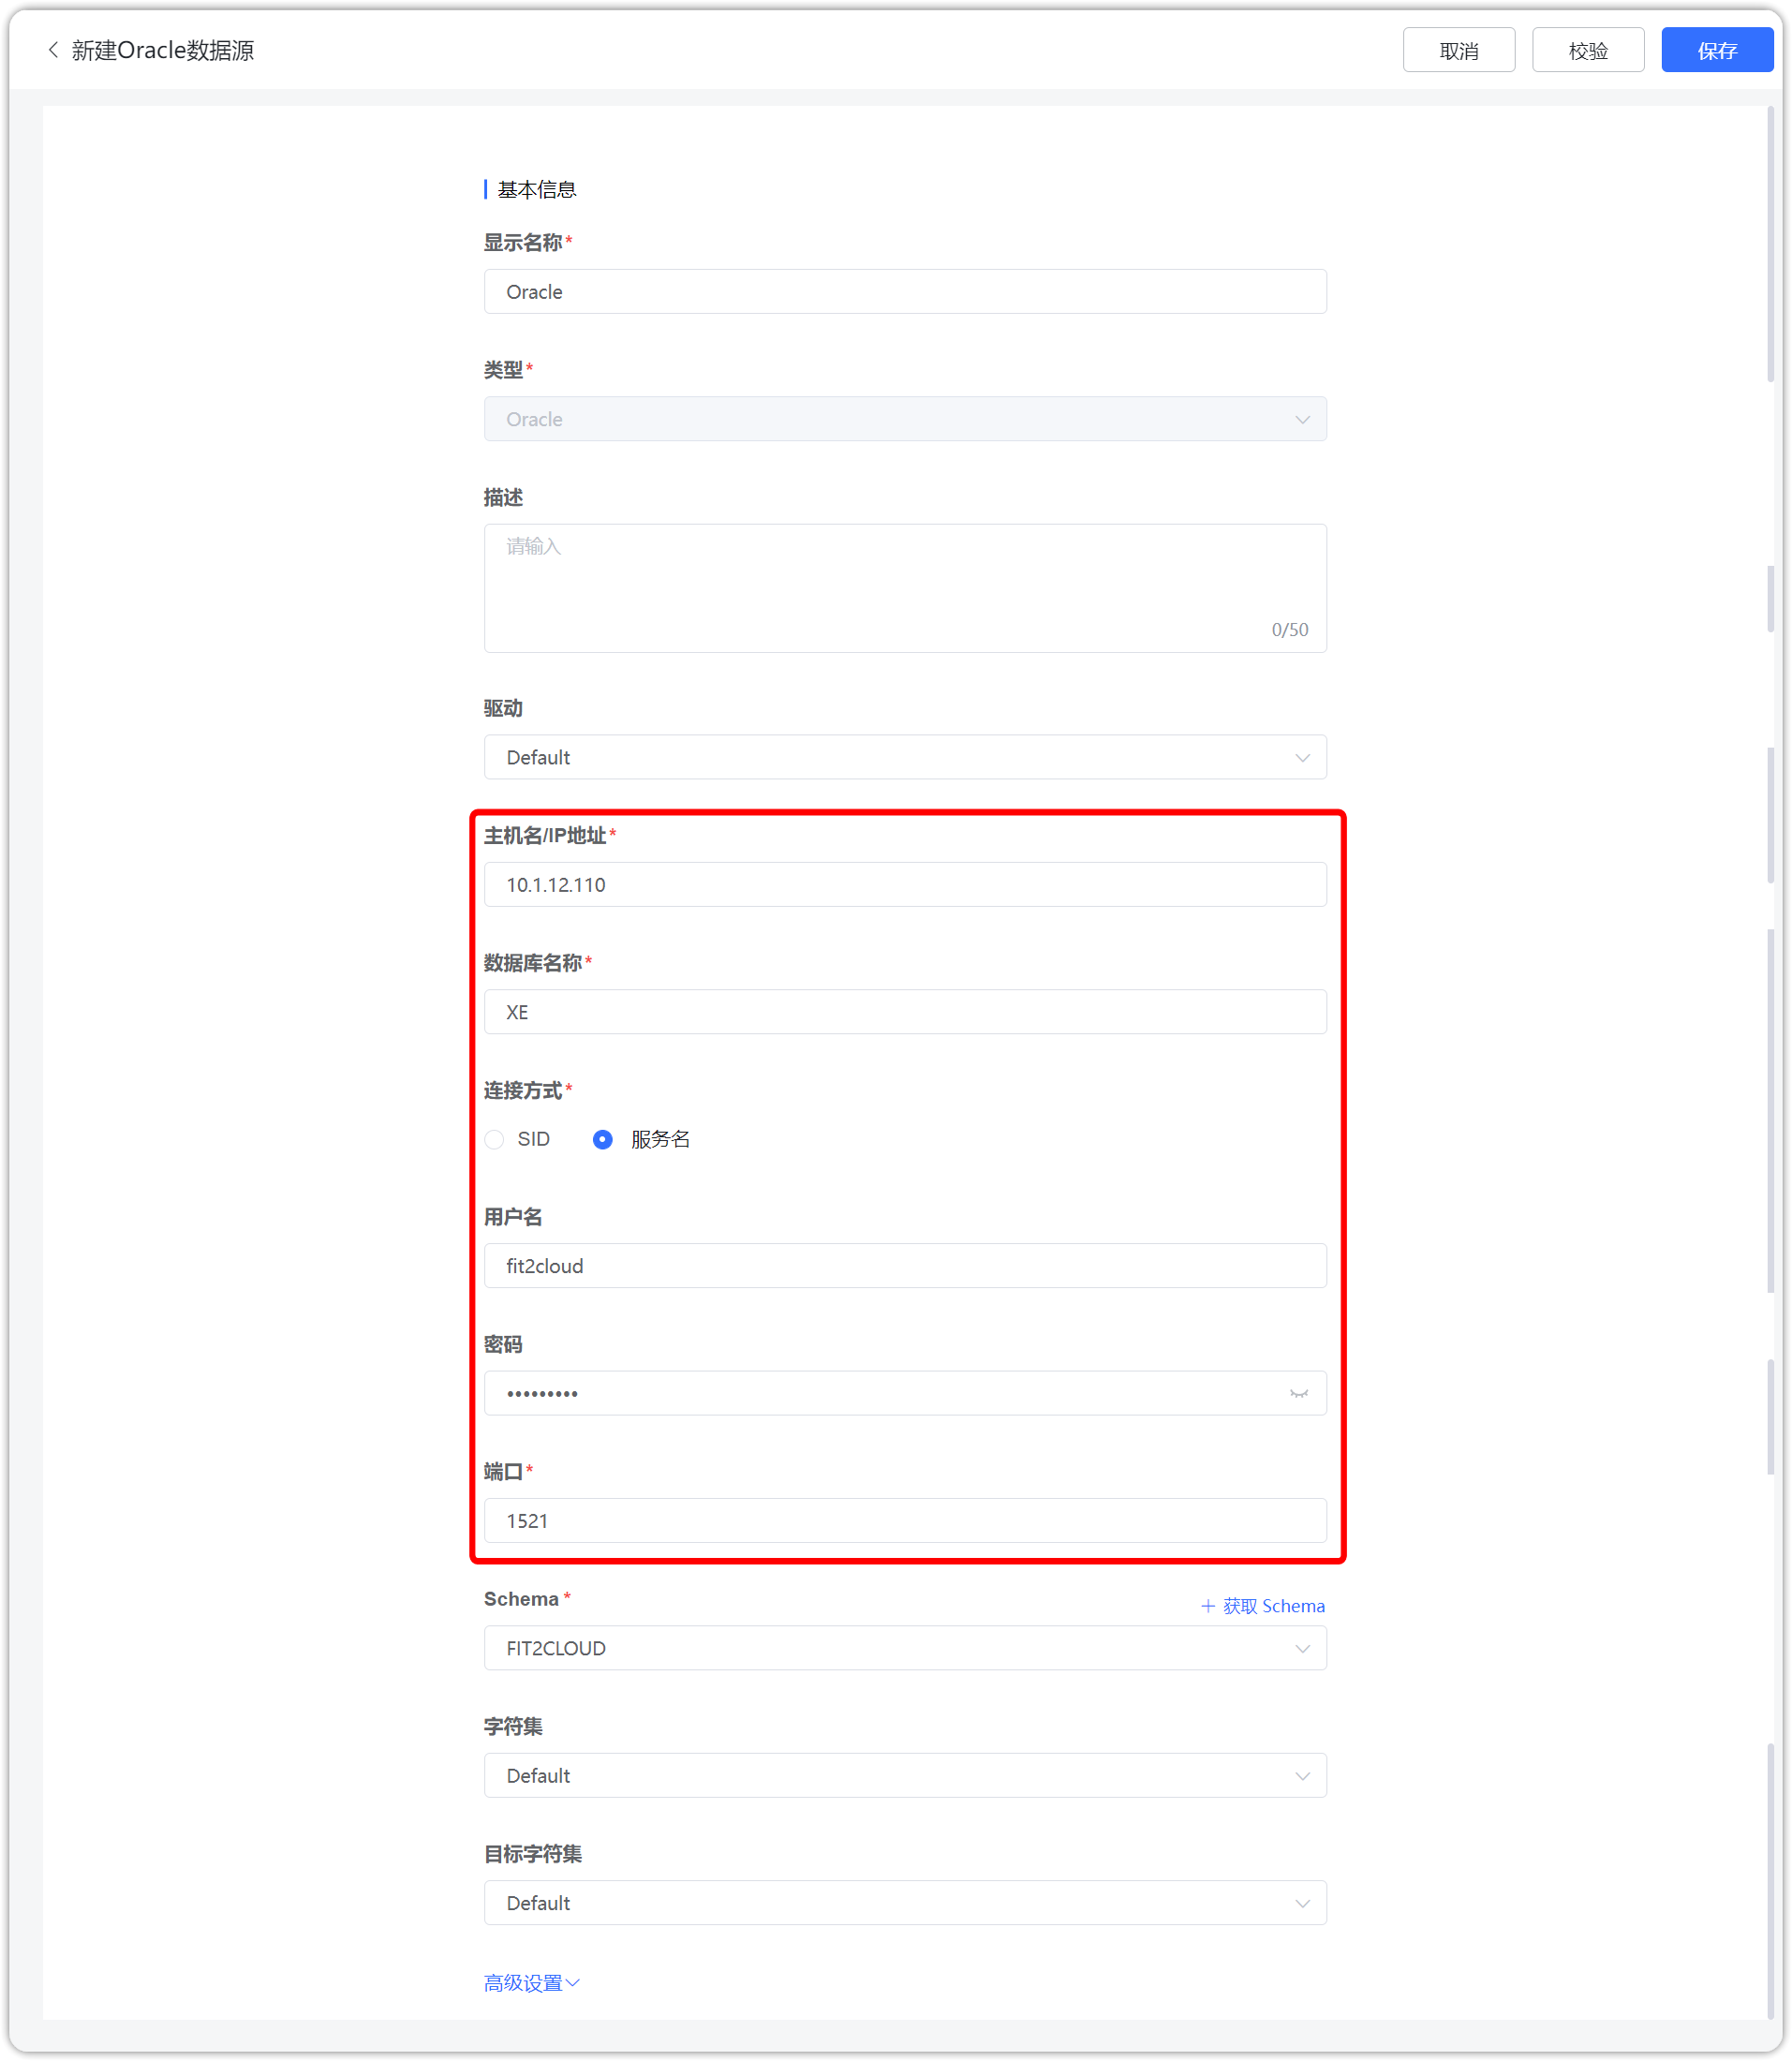 新建Oracle数据源
取消 校验 保存
基本信息
显示名称*
Oracle
类型*
Oracle
描述
请输入
0/50
驱动
Default
主机名/IP地址*
10.1.12.110
数据库名称*
XE
连接方式*
SID 服务名
用户名
fit2cloud
密码
•••••••••
端口*
1521
Schema* 获取 Schema
FIT2CLOUD
字符集
Default
目标字符集
Default
高级设置